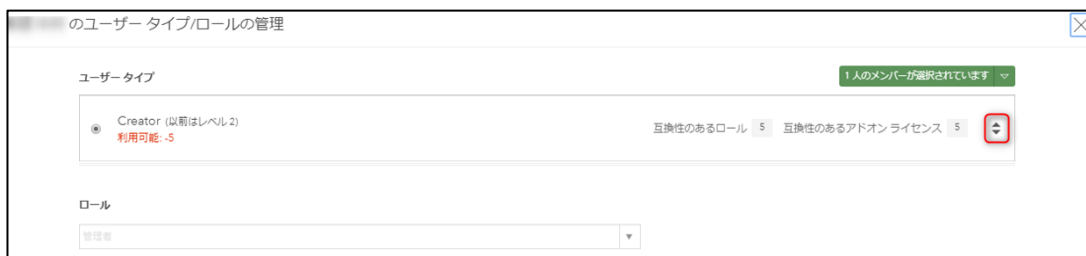 のユーザー タイプ/ロールの管理
ユーザー タイプ
1 人のメンバーが選択されています
Creator (以前はレベル 2)
利用可能: -5
互換性のあるロール 5 互換性のあるアドオン ライセンス 5
ロール
管理者